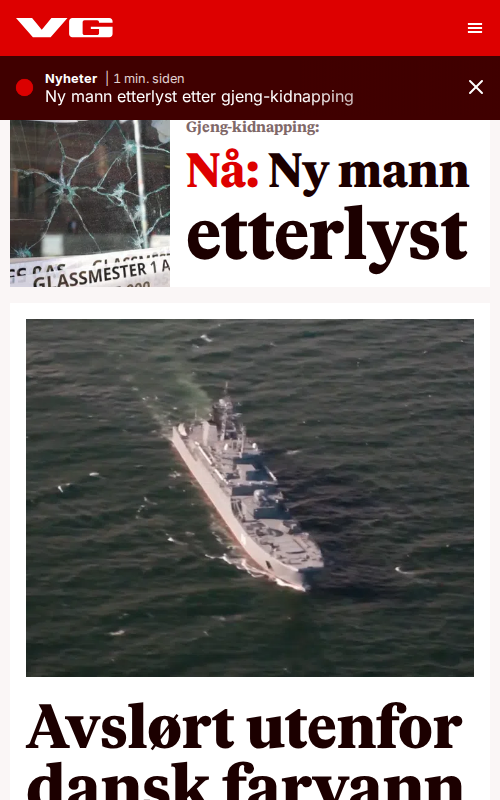 VG
Nyheter | 1 min. siden
Ny mann etterlyst etter gjeng-kidnapping
Gjeng-kidnapping:
Nå: Ny mann
etterlyst
GLASSMESTER 1 A
Avslørt utenfor
dansk farvann